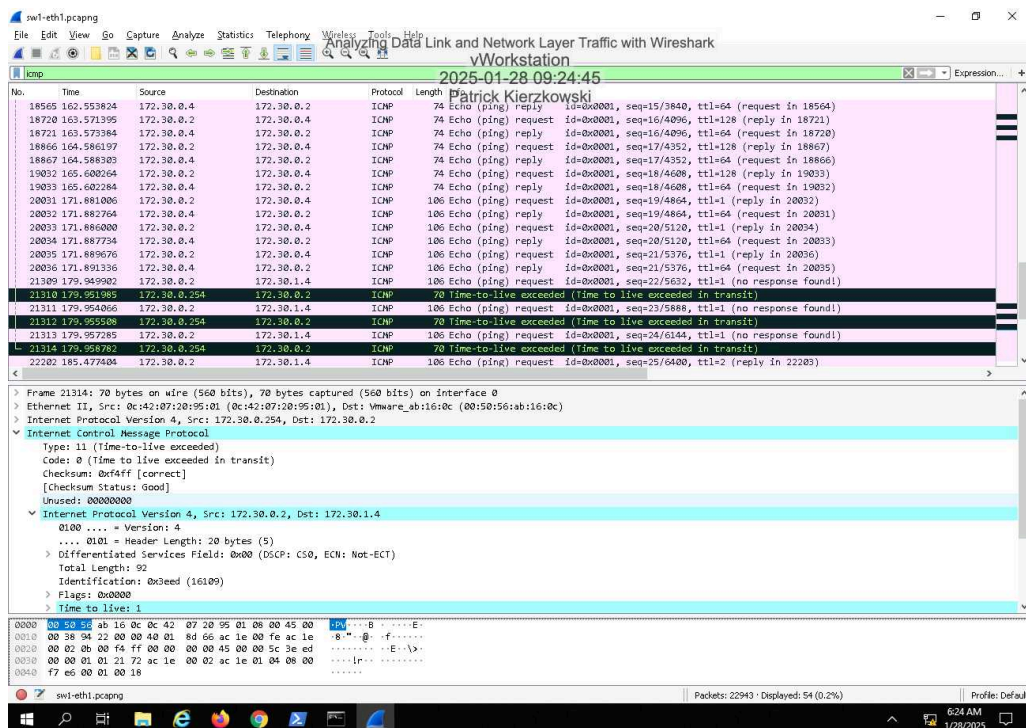 sw1-eth1.pcapng
File Edit View Go Capture Analyze Statistics Telephony Wireless Tools Help
Analyzing Data Link and Network Layer Traffic with Wireshark
vWorkstation
icmp Expression... +
2025-01-28 09:24:45
Patrick Kierzkowski
No. Time Source Destination Protocol Length Info
18565 162.553824 172.30.0.4 172.30.0.2 ICMP 74 Echo (ping) reply id=0x0001, seq=15/3840, ttl=64 (request in 18564)
18720 163.571395 172.30.0.2 172.30.0.4 ICMP 74 Echo (ping) request id=0x0001, seq=16/4096, ttl=128 (reply in 18721)
18721 163.573384 172.30.0.4 172.30.0.2 ICMP 74 Echo (ping) reply id=0x0001, seq=16/4096, ttl=64 (request in 18720)
18866 164.586197 172.30.0.2 172.30.0.4 ICMP 74 Echo (ping) request id=0x0001, seq=17/4352, ttl=128 (reply in 18867)
18867 164.588303 172.30.0.4 172.30.0.2 ICMP 74 Echo (ping) reply id=0x0001, seq=17/4352, ttl=64 (request in 18866)
19032 165.600264 172.30.0.2 172.30.0.4 ICMP 74 Echo (ping) request id=0x0001, seq=18/4608, ttl=128 (reply in 19033)
19033 165.602284 172.30.0.4 172.30.0.2 ICMP 74 Echo (ping) reply id=0x0001, seq=18/4608, ttl=64 (request in 19032)
20031 171.881006 172.30.0.2 172.30.0.4 ICMP 106 Echo (ping) request id=0x0001, seq=19/4864, ttl=1 (reply in 20032)
20032 171.882764 172.30.0.4 172.30.0.2 ICMP 106 Echo (ping) reply id=0x0001, seq=19/4864, ttl=64 (request in 20031)
20033 171.886000 172.30.0.2 172.30.0.4 ICMP 106 Echo (ping) request id=0x0001, seq=20/5120, ttl=1 (reply in 20034)
20034 171.887734 172.30.0.4 172.30.0.2 ICMP 106 Echo (ping) reply id=0x0001, seq=20/5120, ttl=64 (request in 20033)
20035 171.889676 172.30.0.2 172.30.0.4 ICMP 106 Echo (ping) request id=0x0001, seq=21/5376, ttl=1 (reply in 20036)
20036 171.891336 172.30.0.4 172.30.0.2 ICMP 106 Echo (ping) reply id=0x0001, seq=21/5376, ttl=64 (request in 20035)
21309 179.949902 172.30.0.2 172.30.1.4 ICMP 106 Echo (ping) request id=0x0001, seq=22/5632, ttl=1 (no response found!)
21310 179.951985 172.30.0.254 172.30.0.2 ICMP 70 Time-to-live exceeded (Time to live exceeded in transit)
21311 179.954066 172.30.0.2 172.30.1.4 ICMP 106 Echo (ping) request id=0x0001, seq=23/5888, ttl=1 (no response found!)
21312 179.955508 172.30.0.254 172.30.0.2 ICMP 70 Time-to-live exceeded (Time to live exceeded in transit)
21313 179.957285 172.30.0.2 172.30.1.4 ICMP 106 Echo (ping) request id=0x0001, seq=24/6144, ttl=1 (no response found!)
21314 179.958782 172.30.0.254 172.30.0.2 ICMP 70 Time-to-live exceeded (Time to live exceeded in transit)
22202 185.477404 172.30.0.2 172.30.1.4 ICMP 106 Echo (ping) request id=0x0001, seq=25/6400, ttl=2 (reply in 22203)
Frame 21314: 70 bytes on wire (560 bits), 70 bytes captured (560 bits) on interface 0
Ethernet II, Src: 0c:42:07:20:95:01 (0c:42:07:20:95:01), Dst: Vmware_ab:16:0c (00:50:56:ab:16:0c)
Internet Protocol Version 4, Src: 172.30.0.254, Dst: 172.30.0.2
Internet Control Message Protocol
Type: 11 (Time-to-live exceeded)
Code: 0 (Time to live exceeded in transit)
Checksum: 0xf4ff [correct]
[Checksum Status: Good]
Unused: 00000000
Internet Protocol Version 4, Src: 172.30.0.2, Dst: 172.30.1.4
0100 .... = Version: 4
.... 0101 = Header Length: 20 bytes (5)
Differentiated Services Field: 0x00 (DSCP: CS0, ECN: Not-ECT)
Total Length: 92
Identification: 0x3eed (16109)
Flags: 0x0000
Time to live: 1
0000 00 50 56 ab 16 0c 0c 42 07 20 95 01 08 00 45 00 ·PV····B · ····E·
0010 00 38 94 22 00 00 40 01 8d 66 ac 1e 00 fe ac 1e ·8·"··@· ·f······
0020 00 02 0b 00 f4 ff 00 00 00 00 45 00 00 5c 3e ed ········ ··E··\>·
0030 00 00 01 01 21 72 ac 1e 00 02 ac 1e 01 04 08 00 ····!r·· ········
0040 f7 e6 00 01 00 18 ······
sw1-eth1.pcapng Packets: 22943 · Displayed: 54 (0.2%) Profile: Defaul
6:24 AM
1/28/2025